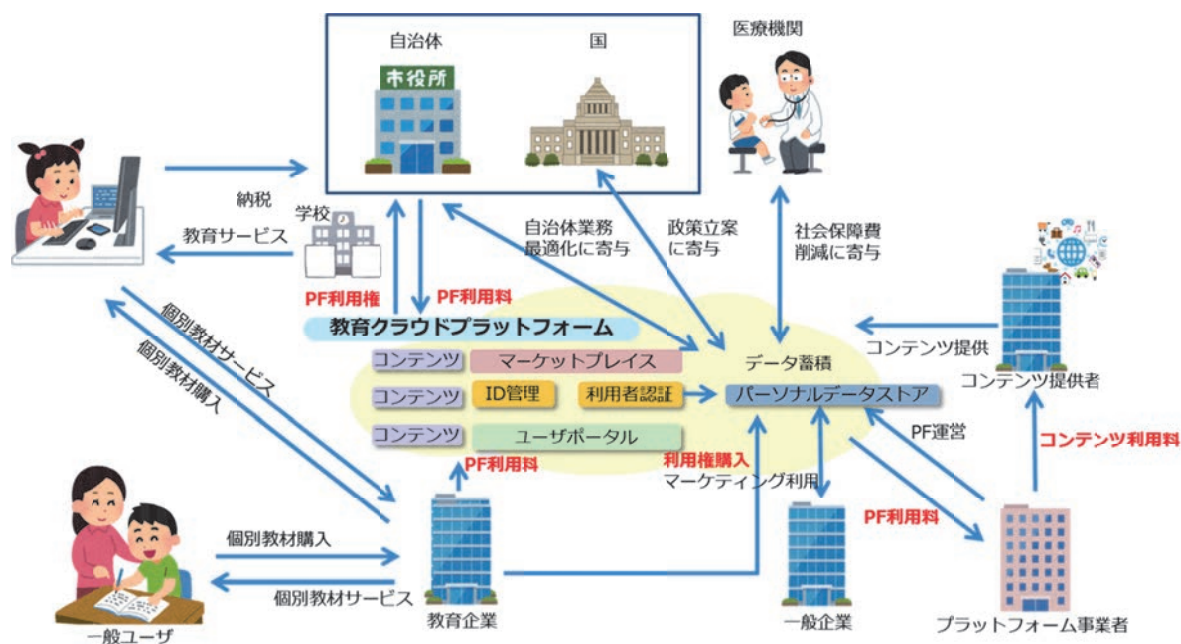 自治体
国
医療機関
市役所
納税
学校
教育サービス
自治体業務
最適化に寄与
政策立案
に寄与
社会保障費
削減に寄与
PF利用権
PF利用料
教育クラウドプラットフォーム
個別教材サービス
個別教材購入
コンテンツ
マーケットプレイス
データ蓄積
コンテンツ提供
コンテンツ提供者
コンテンツ
ID管理
利用者認証
パーソナルデータストア
コンテンツ
ユーザポータル
PF運営
コンテンツ利用料
PF利用料
利用権購入
マーケティング利用
PF利用料
個別教材購入
個別教材サービス
一般ユーザ
教育企業
一般企業
プラットフォーム事業者